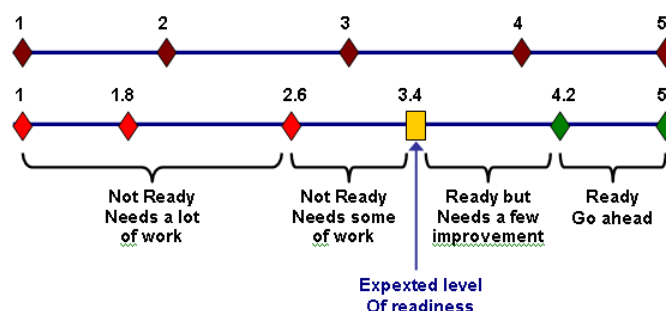 1 2 3 4 5
1 1.8 2.6 3.4 4.2 5
Not Ready
Needs a lot
of work
Not Ready
Needs some
of work
Ready but
Needs a few
improvement
Ready
Go ahead
Expexted level
Of readiness